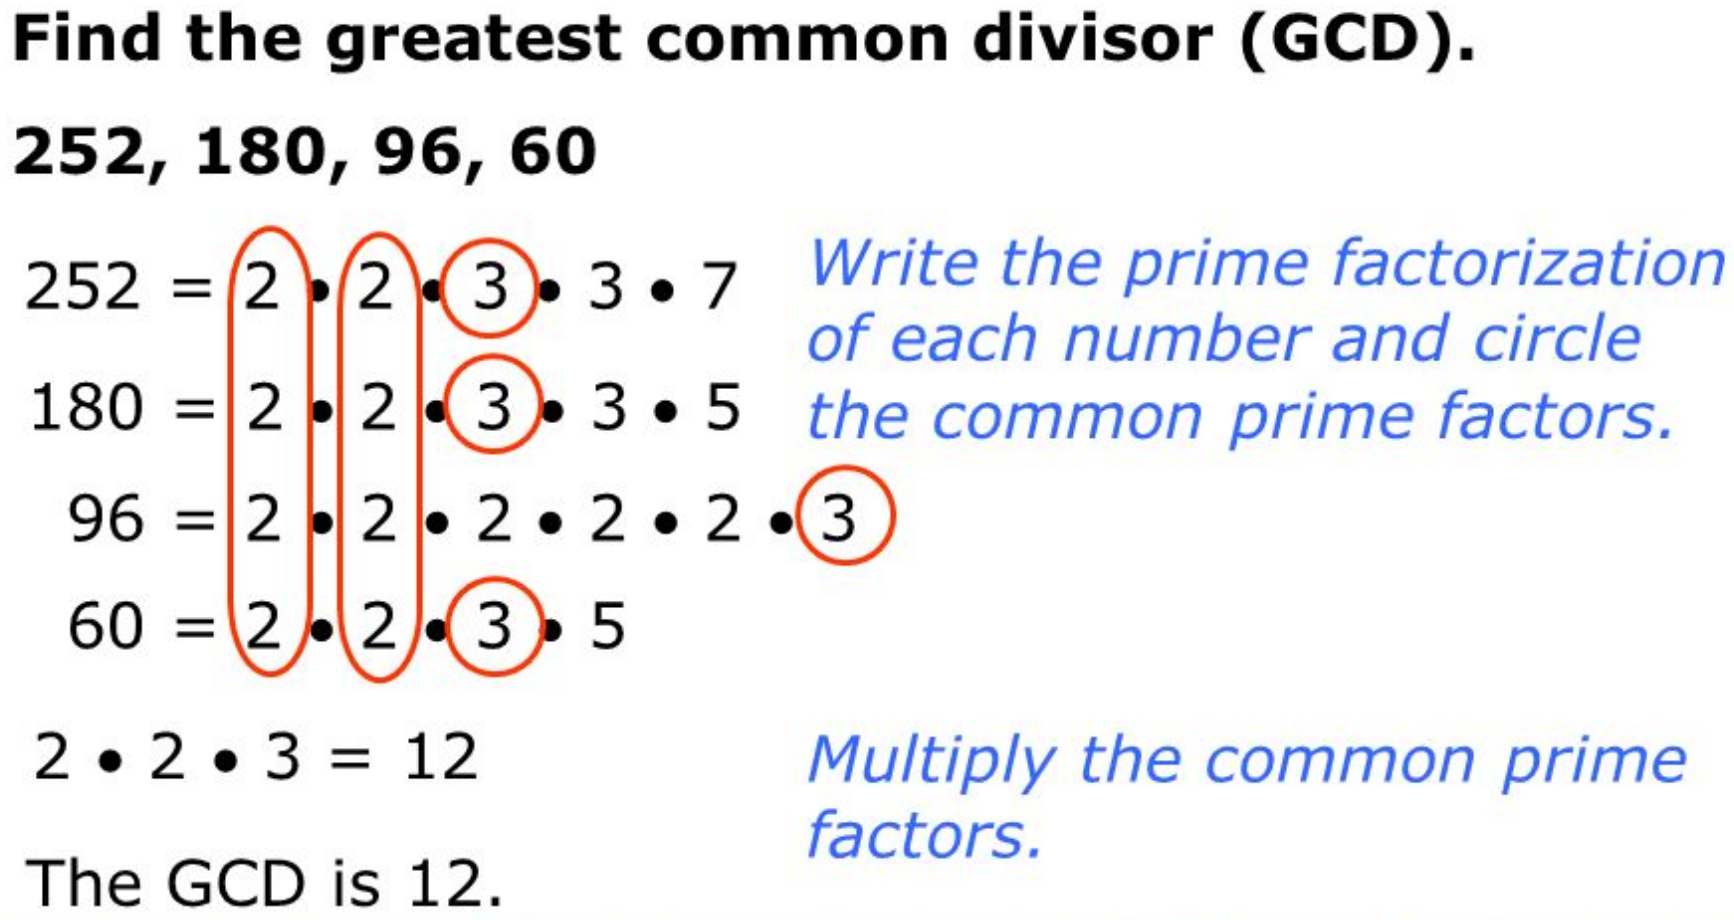 Find the greatest common divisor (GCD).
252, 180, 96, 60
252 = 2 • 2 • 3 • 3 • 7
180 = 2 • 2 • 3 • 3 • 5
96 = 2 • 2 • 2 • 2 • 2 • 3
60 = 2 • 2 • 3 • 5
Write the prime factorization
of each number and circle
the common prime factors.
2 • 2 • 3 = 12
Multiply the common prime
factors.
The GCD is 12.